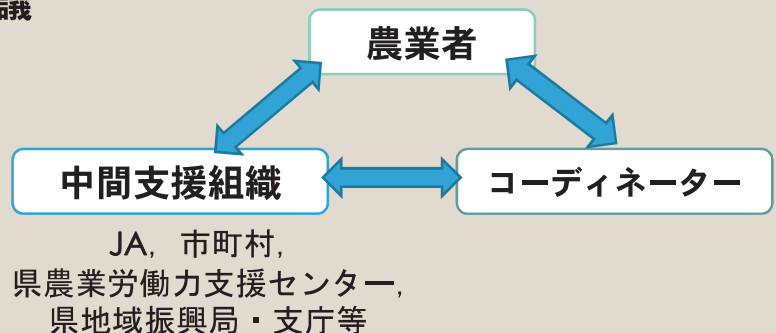 農業者
中間支援組織
コーディネーター
JA，市町村，
県農業労働力支援センター，
県地域振興局・支庁等